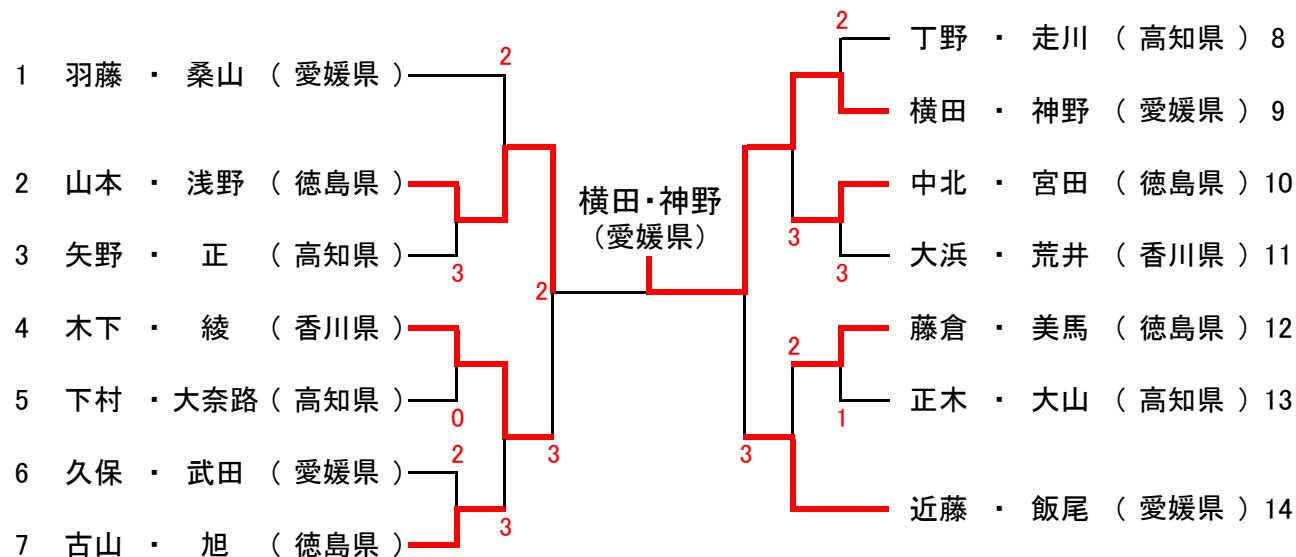 1 羽藤 ・ 桑山 ( 愛媛県 )
2 山本 ・ 浅野 ( 徳島県 )
3 矢野 ・ 正 ( 高知県 )
4 木下 ・ 綾 ( 香川県 )
5 下村 ・ 大奈路 ( 高知県 )
6 久保 ・ 武田 ( 愛媛県 )
7 古山 ・ 旭 ( 徳島県 )
2
3
0
2
3
2
3
横田・神野
(愛媛県)
2
3
3
2
1
3
丁野 ・ 走川 ( 高知県 ) 8
横田 ・ 神野 ( 愛媛県 ) 9
中北 ・ 宮田 ( 徳島県 ) 10
大浜 ・ 荒井 ( 香川県 ) 11
藤倉 ・ 美馬 ( 徳島県 ) 12
正木 ・ 大山 ( 高知県 ) 13
近藤 ・ 飯尾 ( 愛媛県 ) 14